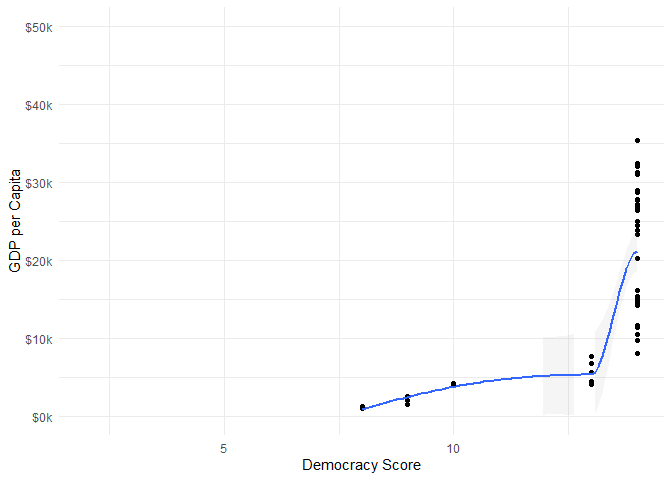 $50k
$40k
$30k
$20k
$10k
$0k
GDP per Capita
5 10
Democracy Score